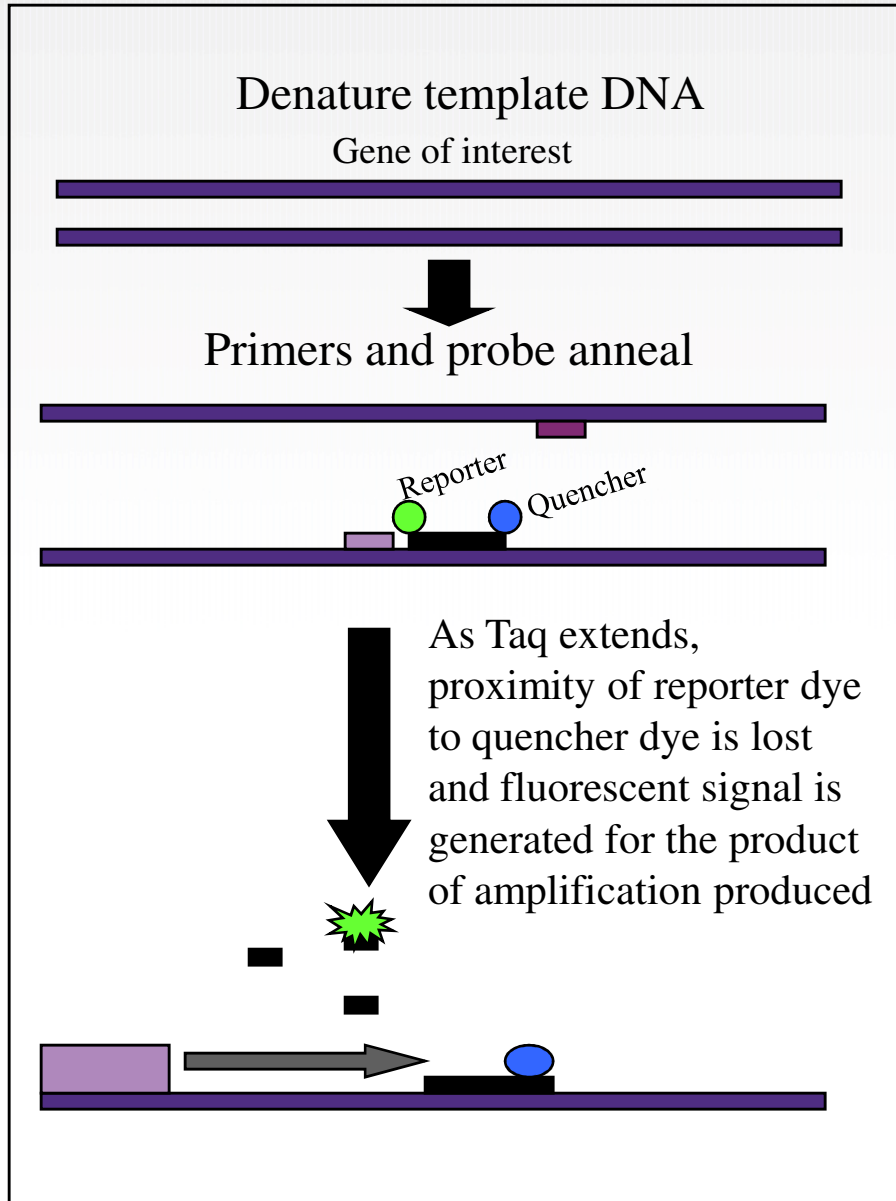 Denature template DNA
Gene of interest
Primers and probe anneal
Reporter
Quencher
As Taq extends,
proximity of reporter dye
to quencher dye is lost
and fluorescent signal is
generated for the product
of amplification produced